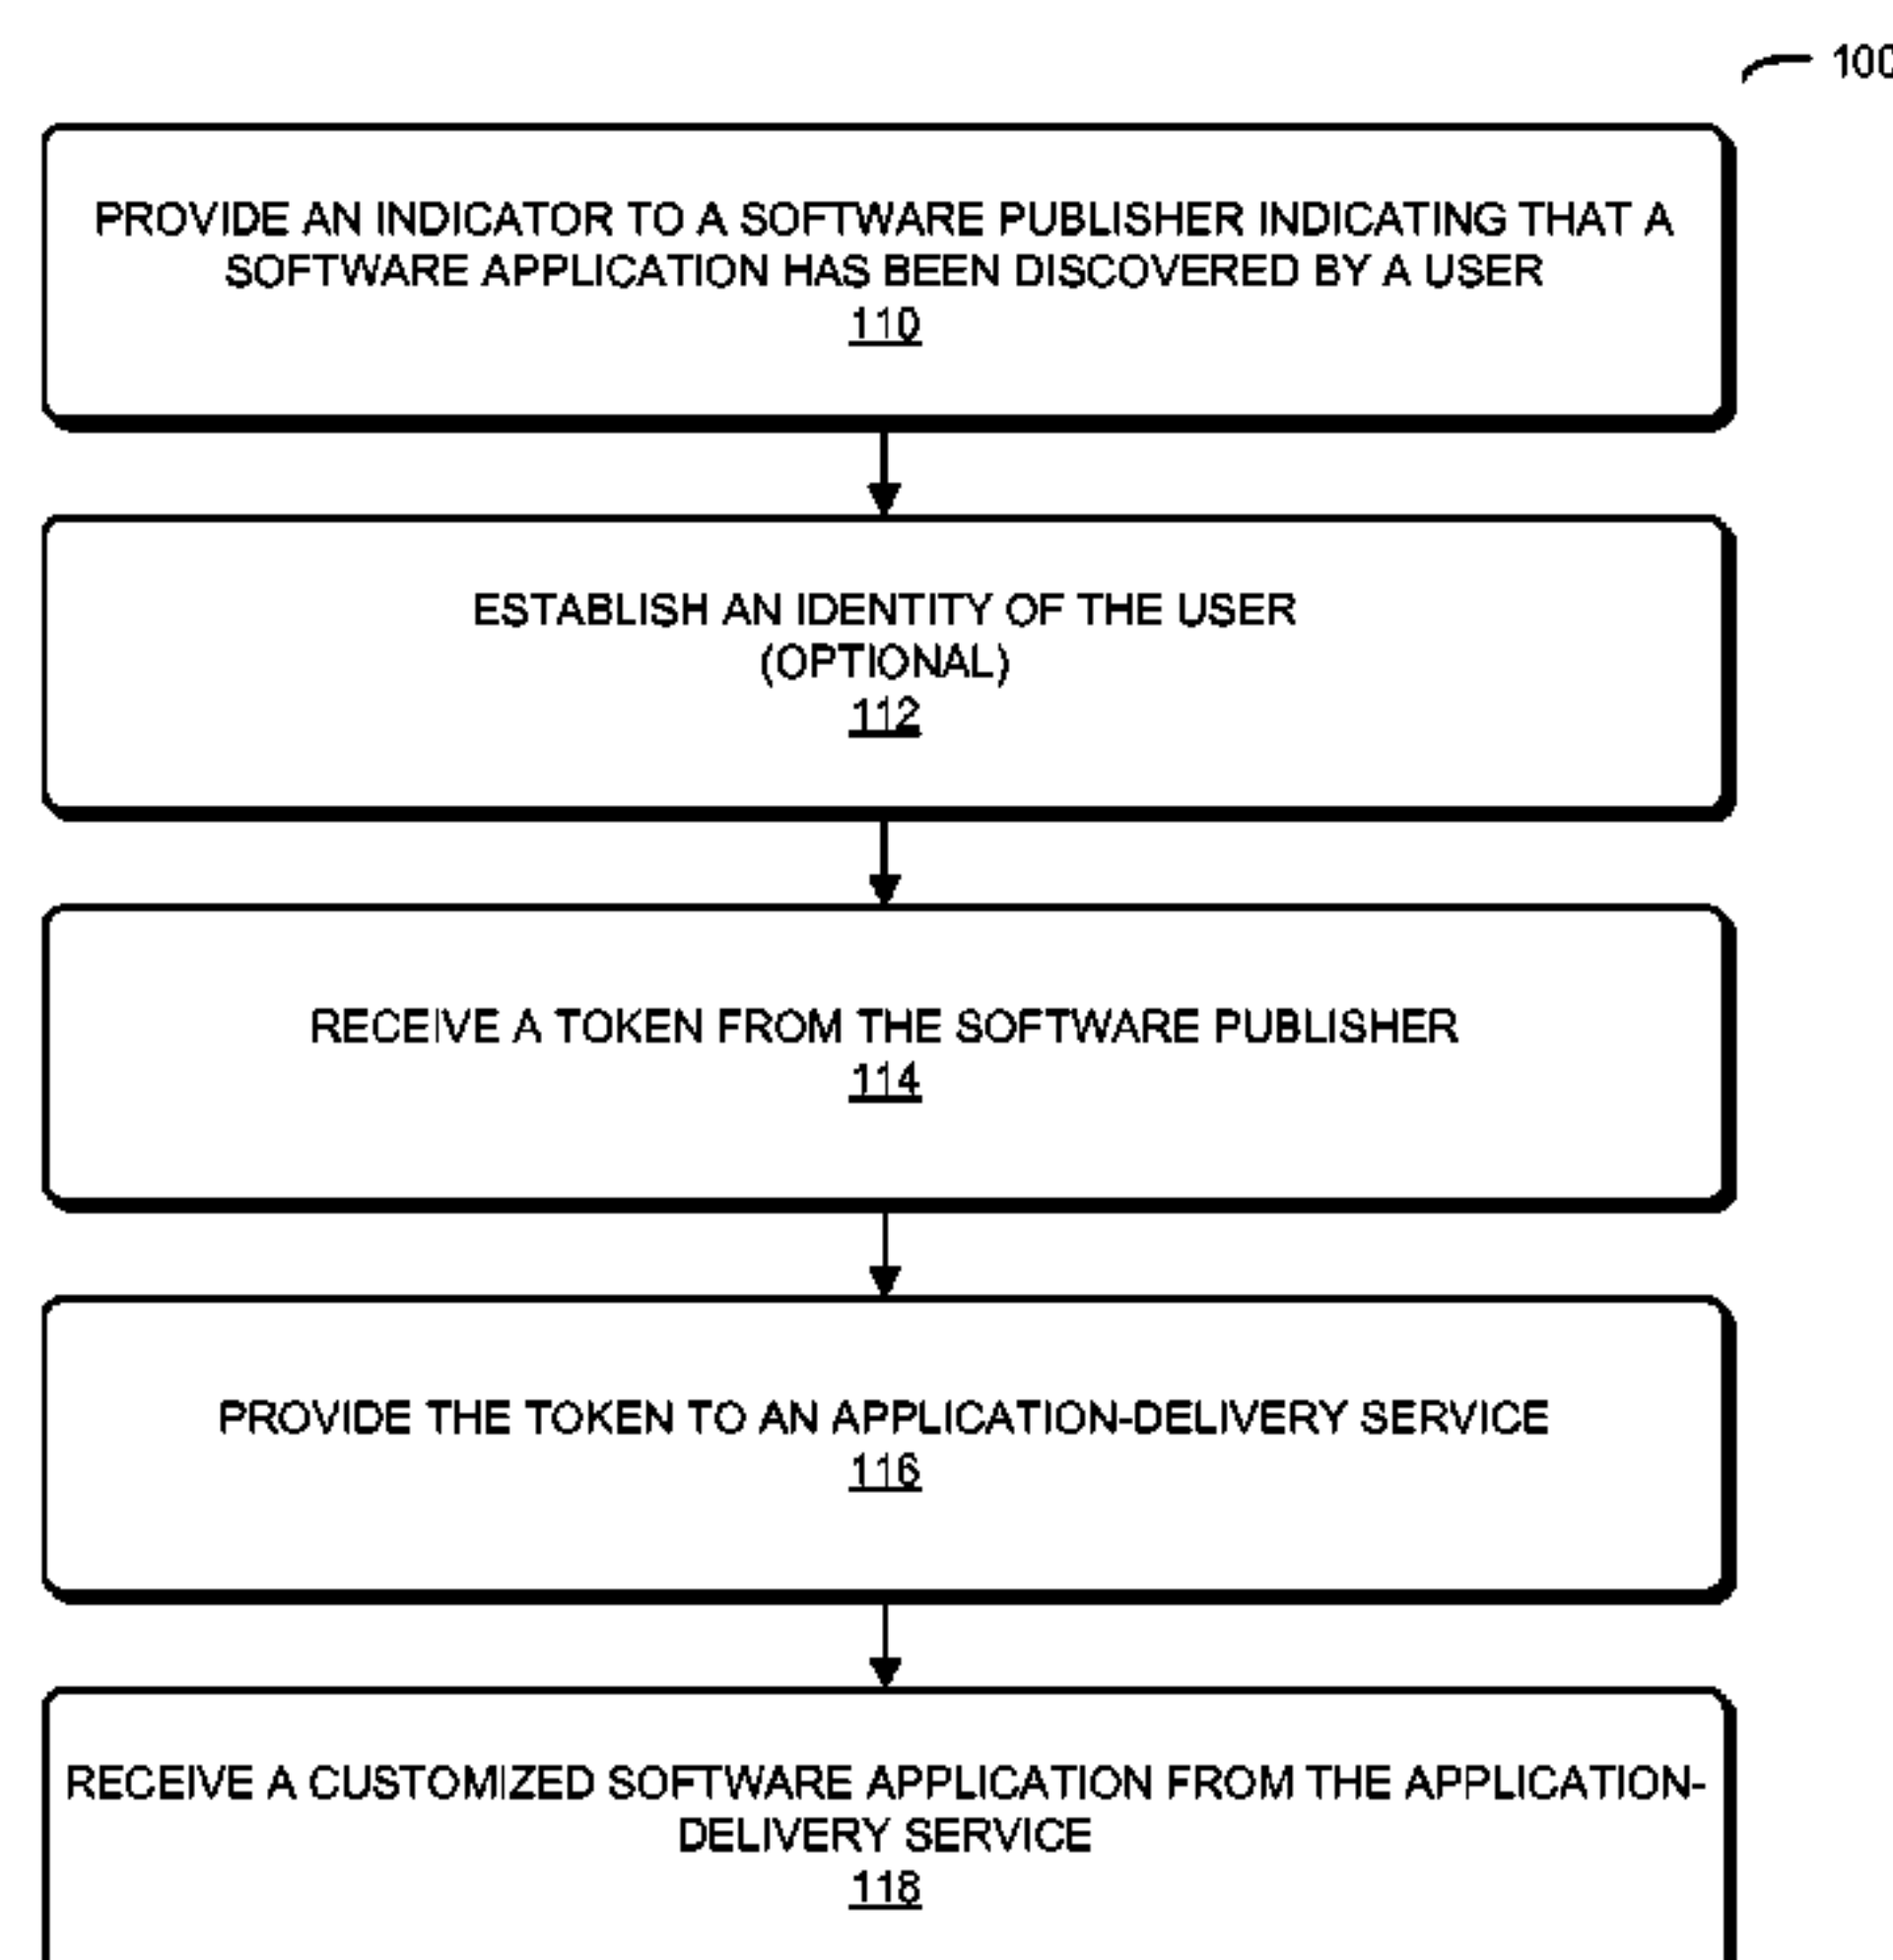 100
PROVIDE AN INDICATOR TO A SOFTWARE PUBLISHER INDICATING THAT A
SOFTWARE APPLICATION HAS BEEN DISCOVERED BY A USER
110
ESTABLISH AN IDENTITY OF THE USER
(OPTIONAL)
112
RECEIVE A TOKEN FROM THE SOFTWARE PUBLISHER
114
PROVIDE THE TOKEN TO AN APPLICATION-DELIVERY SERVICE
116
RECEIVE A CUSTOMIZED SOFTWARE APPLICATION FROM THE APPLICATION-
DELIVERY SERVICE
118